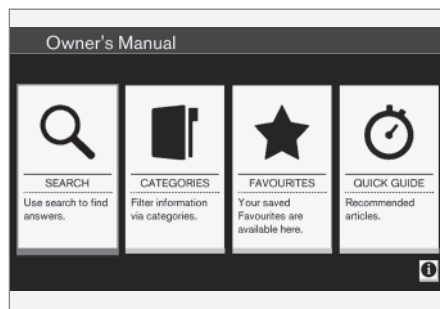 Owner's Manual
SEARCH
Use search to find
answers.
CATEGORIES
Filter information
via categories.
FAVOURITES
Your saved
Favourites are
available here.
QUICK GUIDE
Recommended
articles.